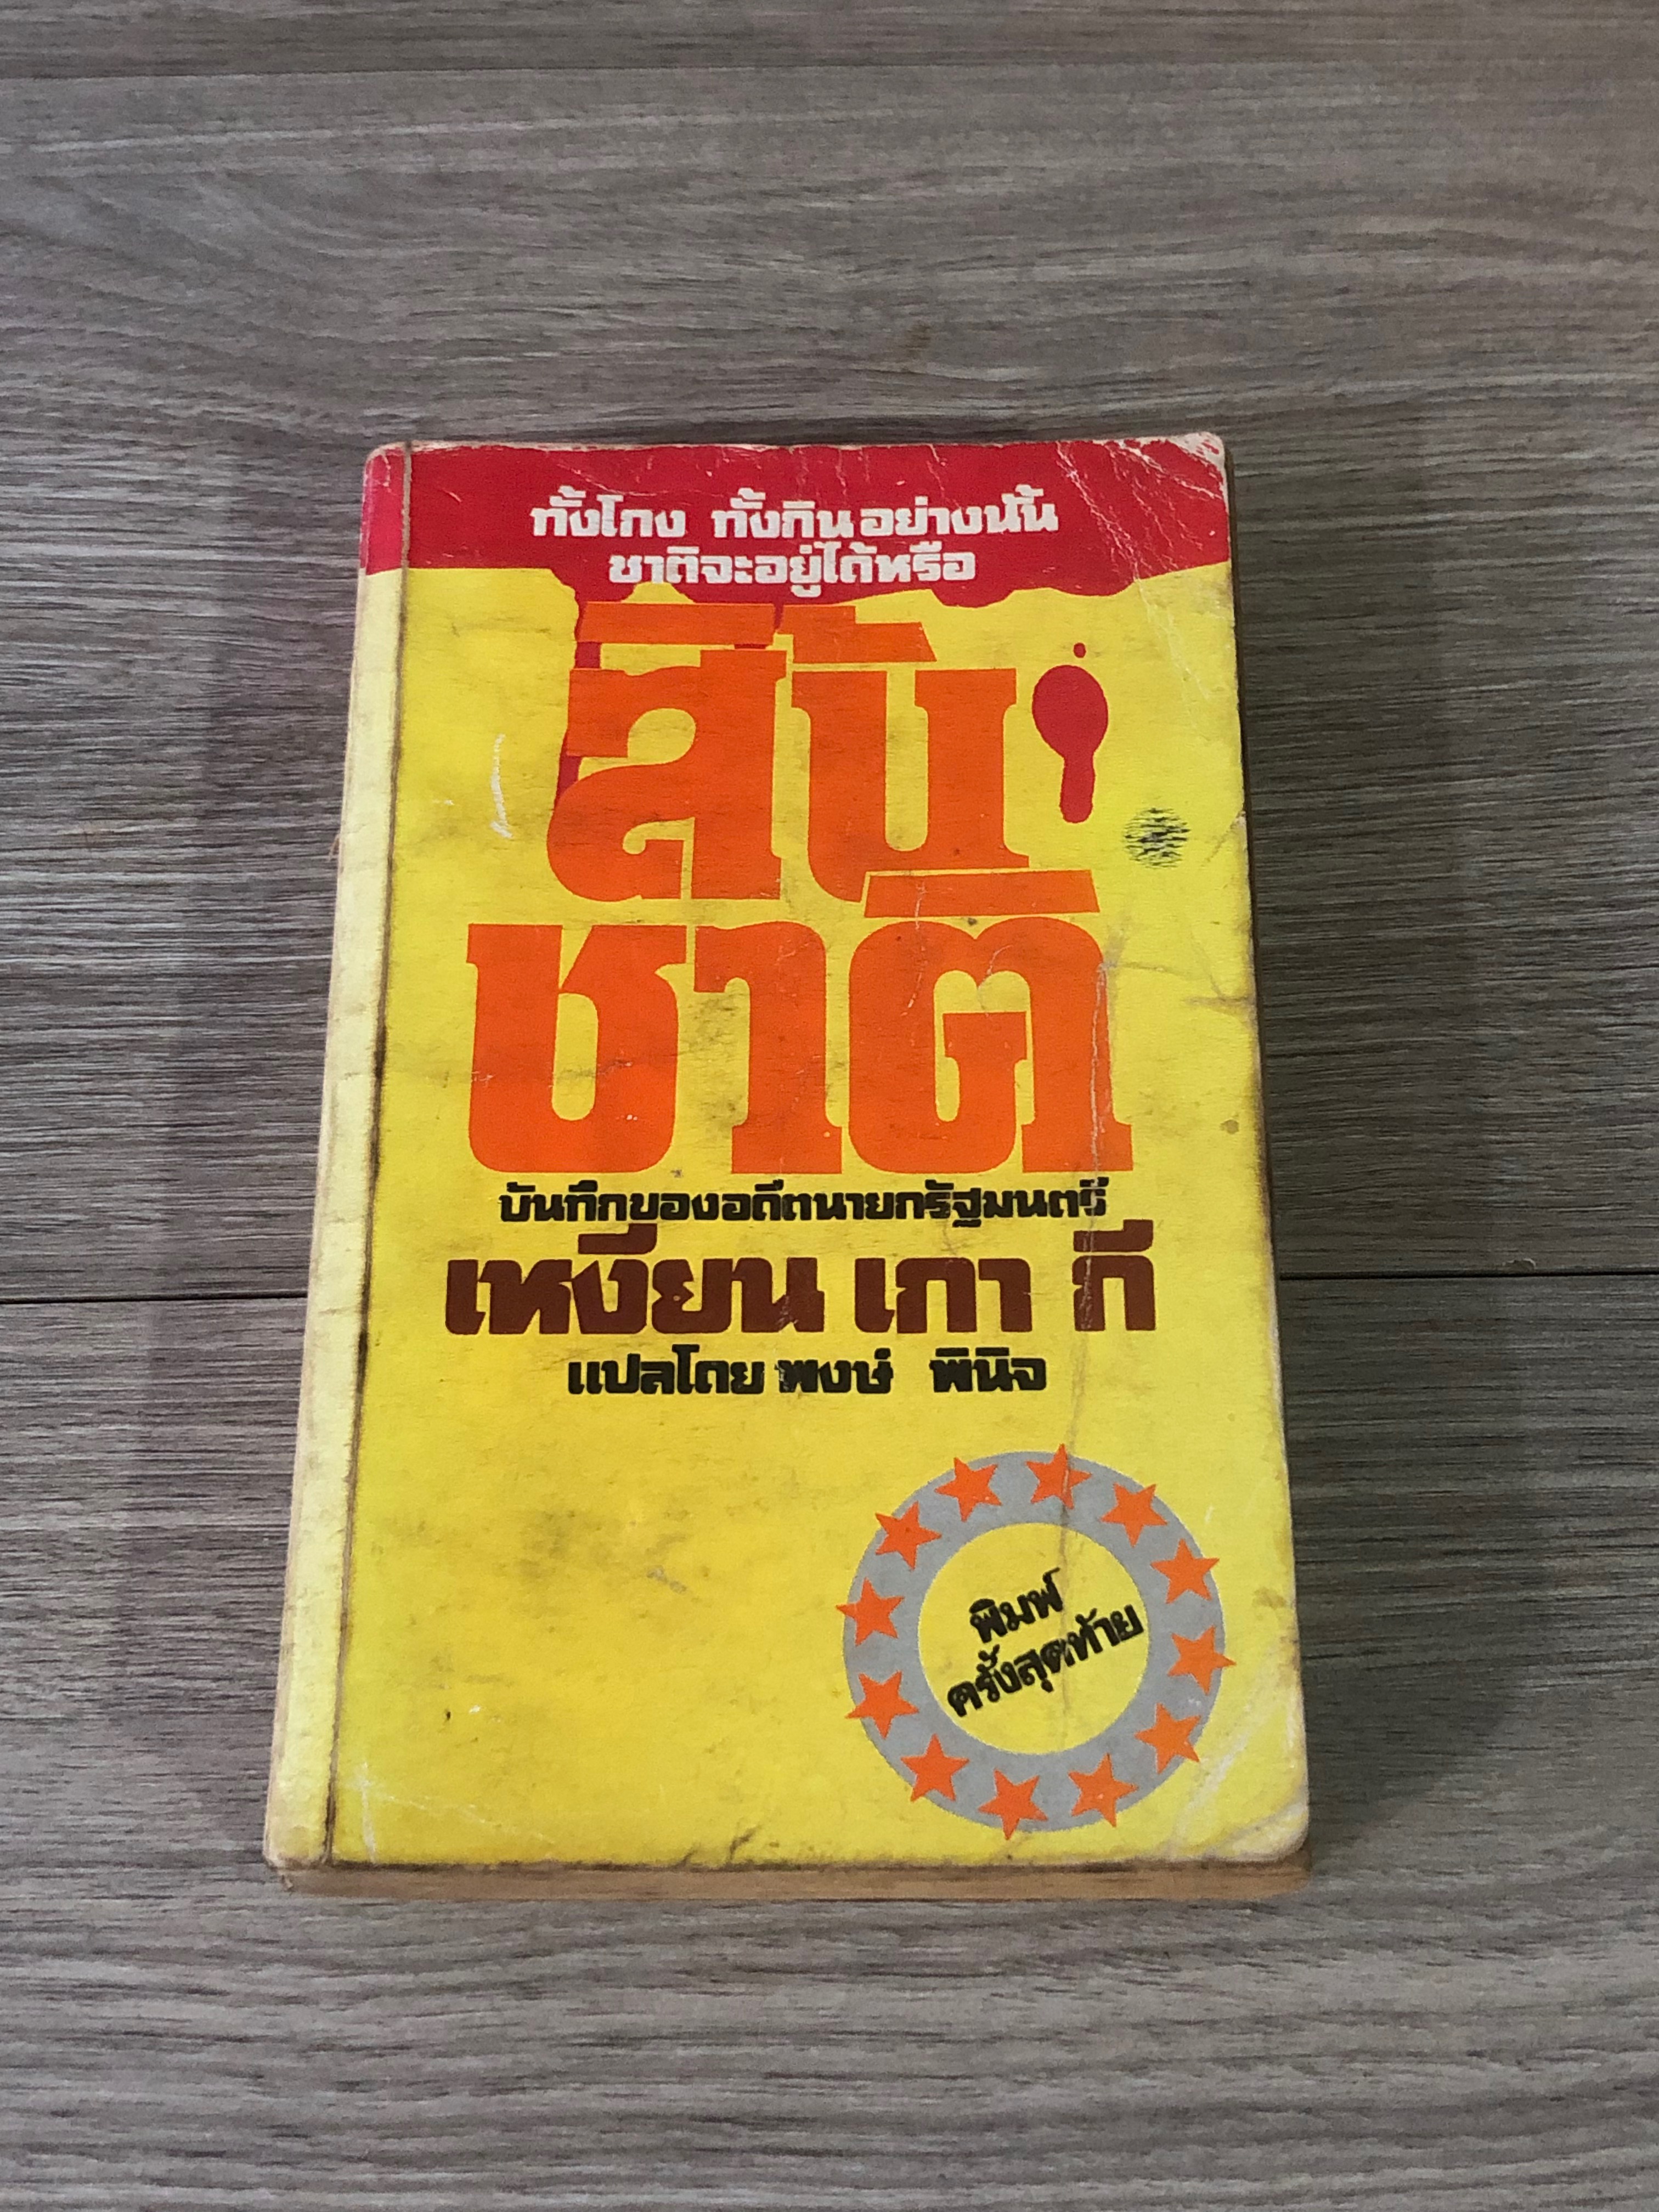 ทั้งโกง ทั้งกินอย่างนั้น
ชาติจะอยู่ได้หรือ
สิ้น
ชาติ
บันทึกของอดีตนายกรัฐมนตรี
เหงียน เกา กี
แปลโดย พงษ์ พินิจ
พิมพ์
ครั้งสุดท้าย